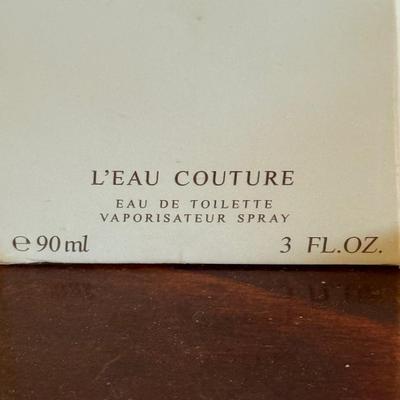 L'EAU COUTURE
EAU DE TOILETTE
VAPORISATEUR SPRAY
℮ 90 ml 3 FL.OZ.